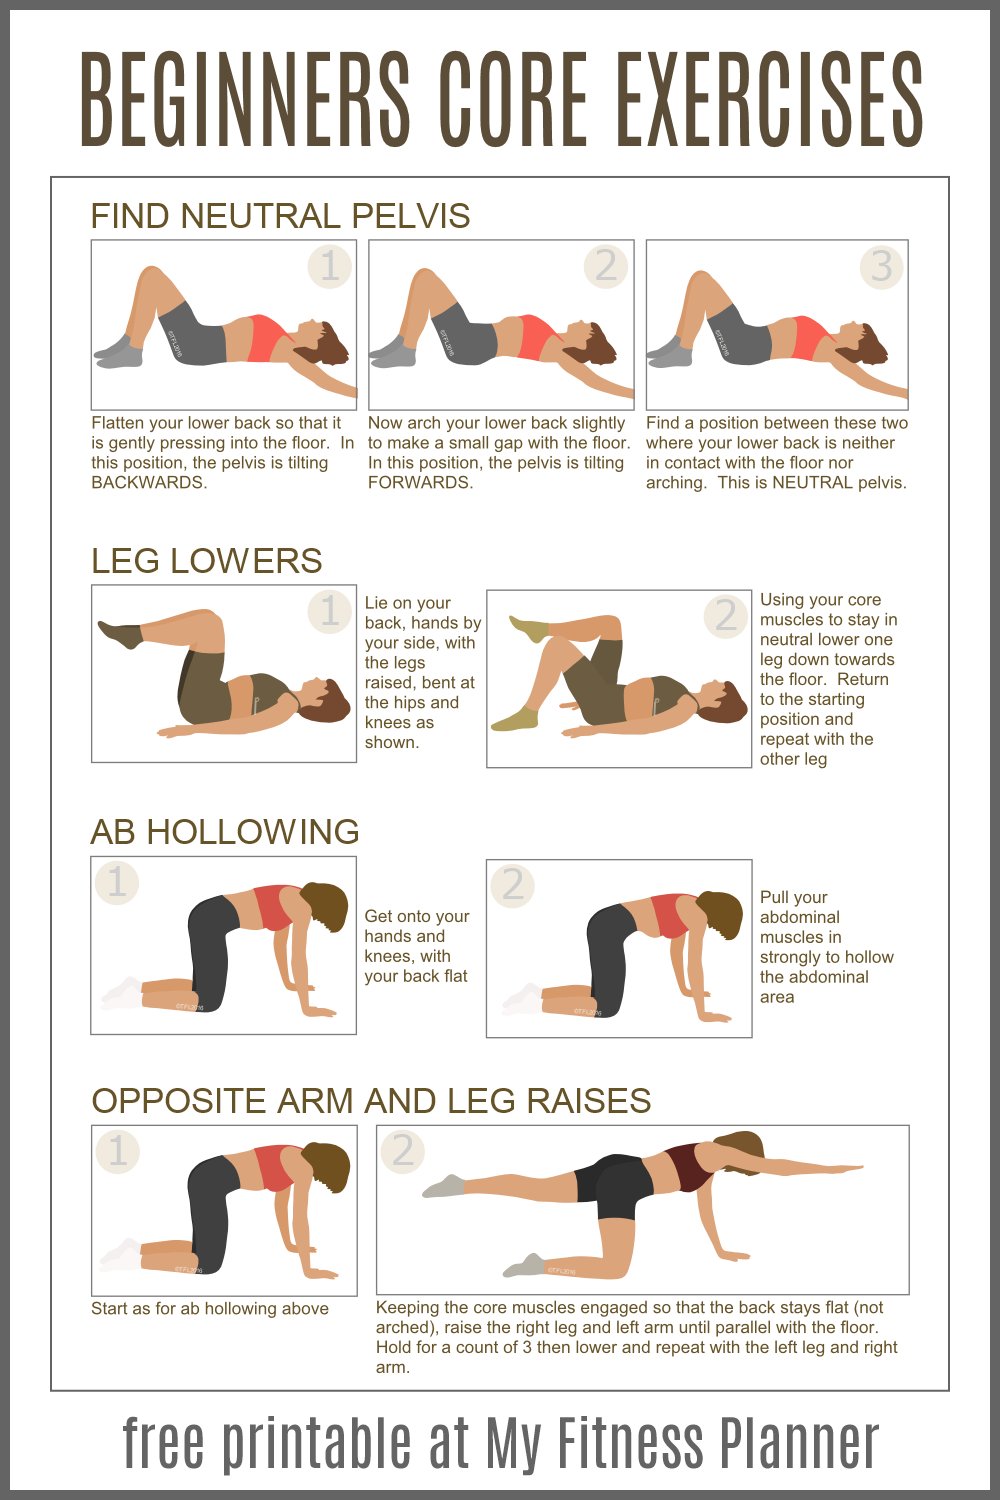 BEGINNERS CORE EXERCISES
FIND NEUTRAL PELVIS
1
©TFL2016
Flatten your lower back so that it
is gently pressing into the floor.  In
this position, the pelvis is tilting
BACKWARDS.
2
©TFL2016
Now arch your lower back slightly
to make a small gap with the floor.
In this position, the pelvis is tilting
FORWARDS.
3
©TFL2016
Find a position between these two
where your lower back is neither
in contact with the floor nor
arching.  This is NEUTRAL pelvis.
LEG LOWERS
1
Lie on your
back, hands by
your side, with
the legs
raised, bent at
the hips and
knees as
shown.
2
Using your core
muscles to stay in
neutral lower one
leg down towards
the floor.  Return
to the starting
position and
repeat with the
other leg
AB HOLLOWING
1
©TFL2016
Get onto your
hands and
knees, with
your back flat
2
©TFL2016
Pull your
abdominal
muscles in
strongly to hollow
the abdominal
area
OPPOSITE ARM AND LEG RAISES
1
©TFL2016
Start as for ab hollowing above
2
©TFL2016
Keeping the core muscles engaged so that the back stays flat (not
arched), raise the right leg and left arm until parallel with the floor.
Hold for a count of 3 then lower and repeat with the left leg and right
arm.
free printable at My Fitness Planner